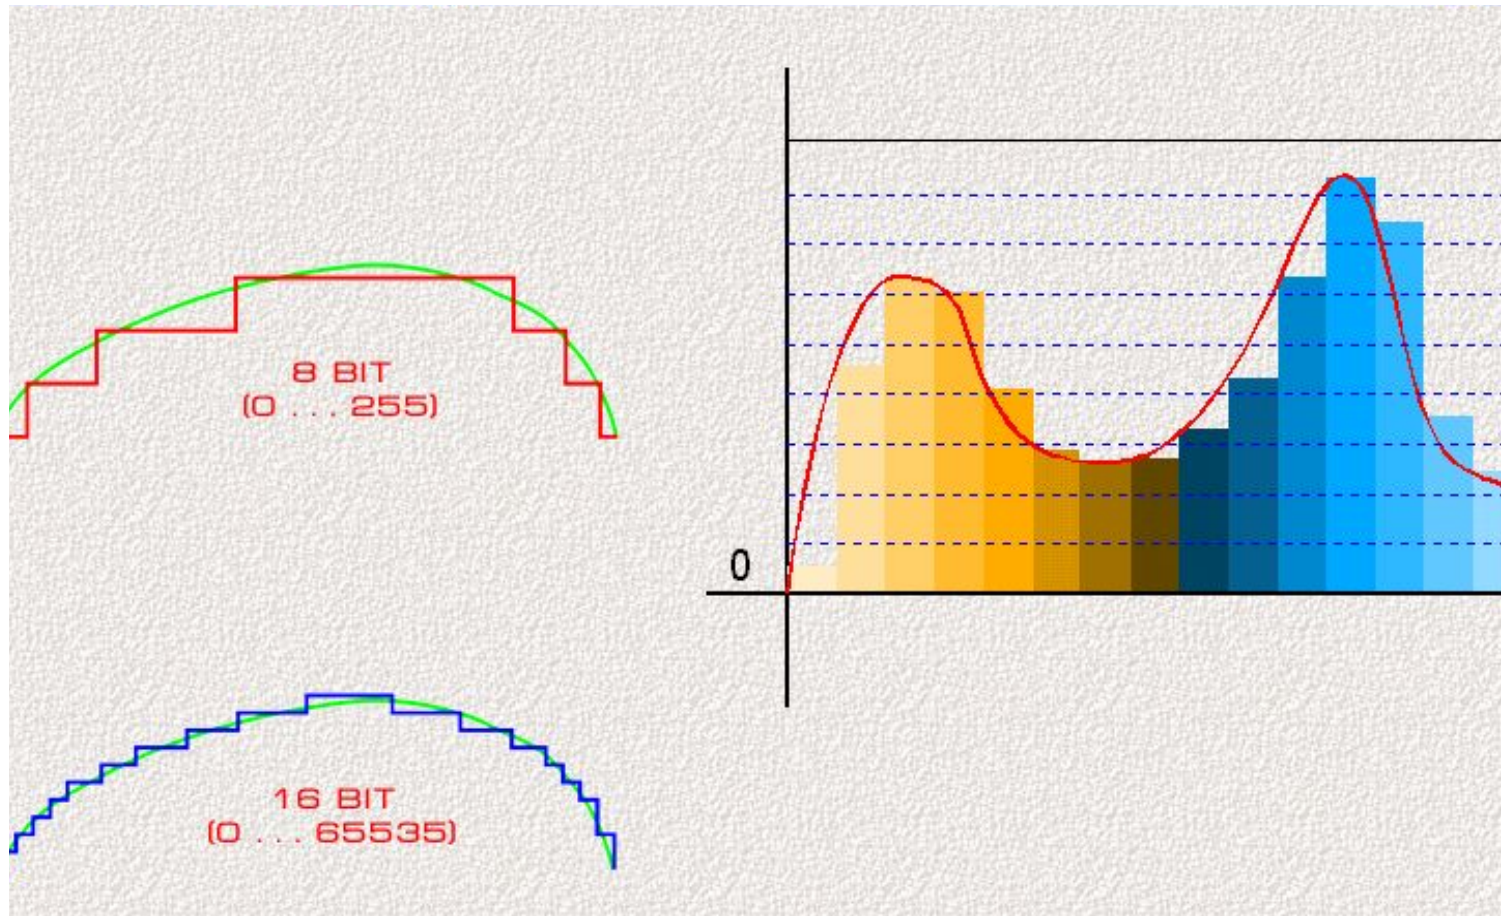 8 BIT
(0 . . . 255)
0
16 BIT
(0 . . . 65535)